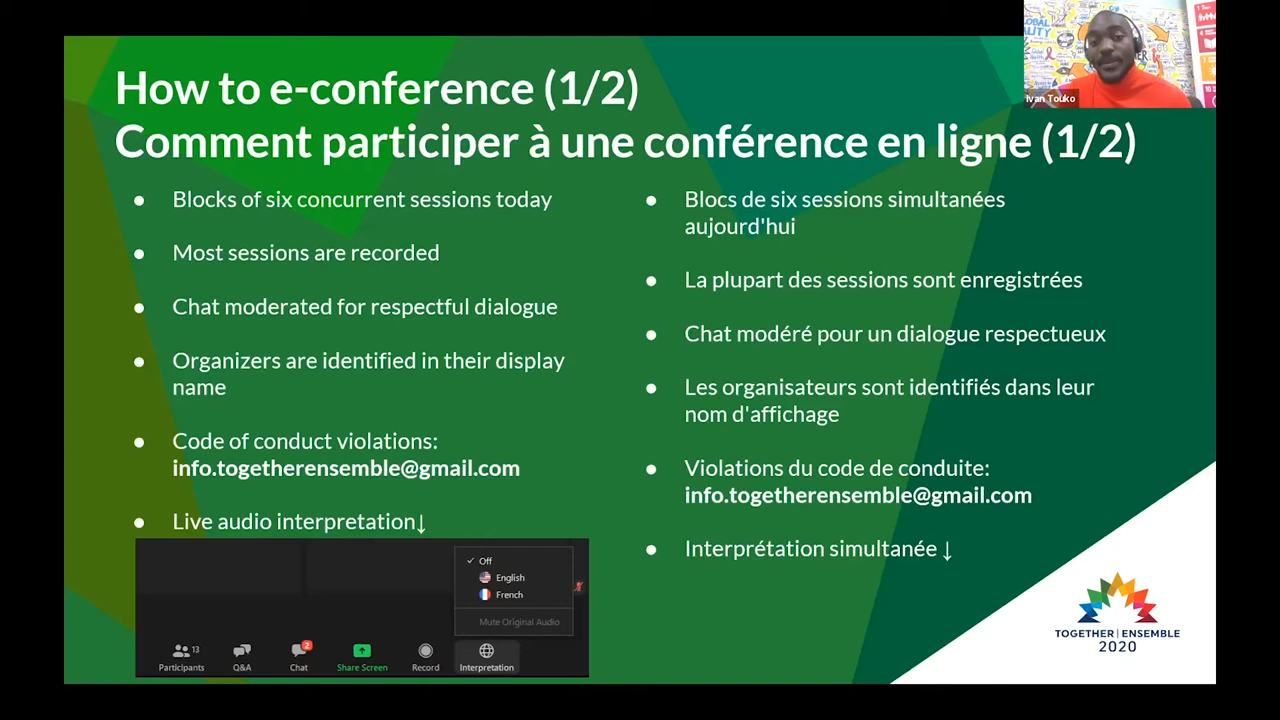 How to e-conference (1/2)
Comment participer à une conférence en ligne (1/2)
Blocks of six concurrent sessions today
Most sessions are recorded
Chat moderated for respectful dialogue
Organizers are identified in their display
name
Code of conduct violations:
info.togetherensemble@gmail.com
Live audio interpretation↓
Off
English
French
Mute Original Audio
13
2
Participants
Q&A
Chat
Share Screen
Record
Interpretation
Blocs de six sessions simultanées
aujourd'hui
La plupart des sessions sont enregistrées
Chat modéré pour un dialogue respectueux
Les organisateurs sont identifiés dans leur
nom d'affichage
Violations du code de conduite:
info.togetherensemble@gmail.com
Interprétation simultanée ↓
TOGETHER | ENSEMBLE
2020
Ivan Touko